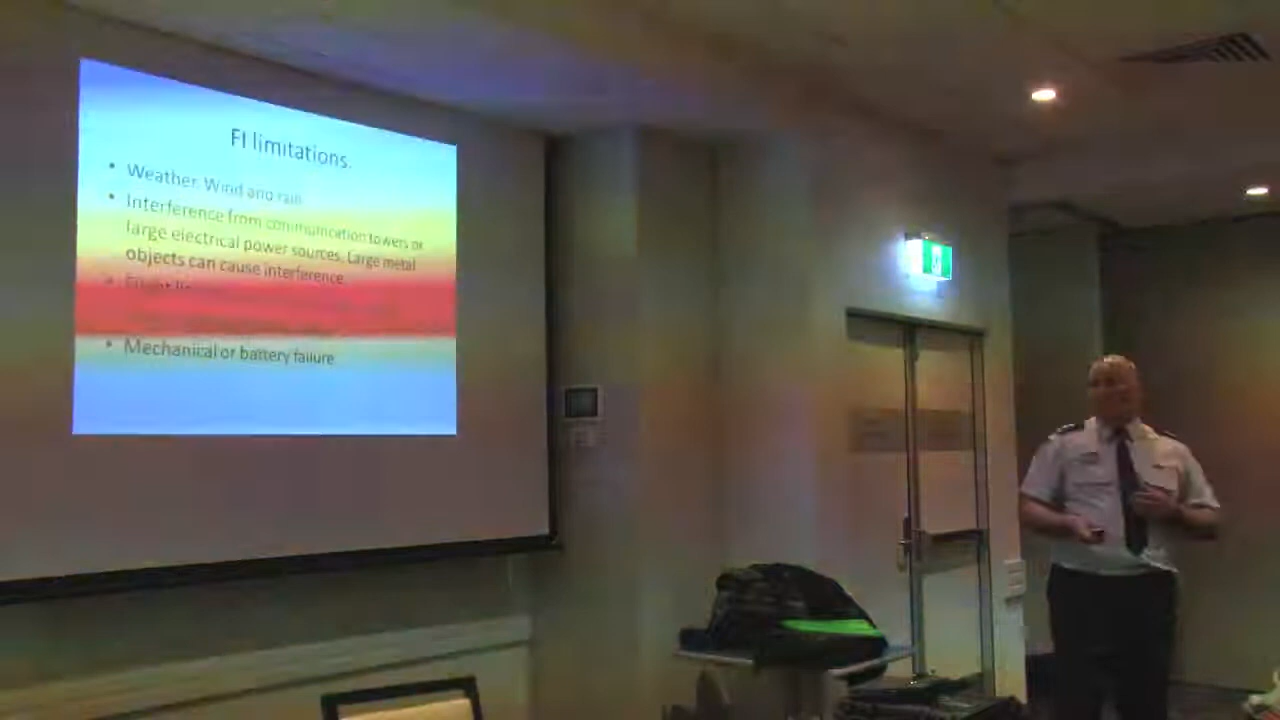 FI limitations.
• Weather. Wind and rain
• Interference from communication towers or
large electrical power sources. Large metal
objects can cause interference.
• Mechanical or battery failure